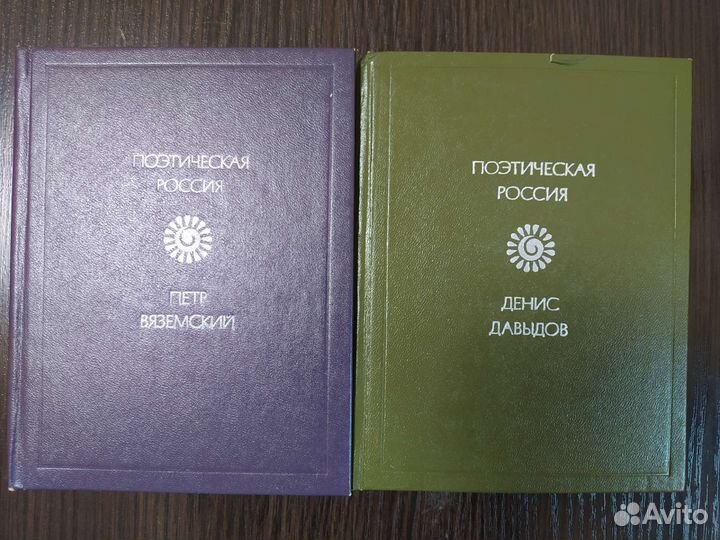 ПОЭТИЧЕСКАЯ
РОССИЯ
ПЕТР
ВЯЗЕМСКИЙ
ПОЭТИЧЕСКАЯ
РОССИЯ
ДЕНИС
ДАВЫДОВ
Avito